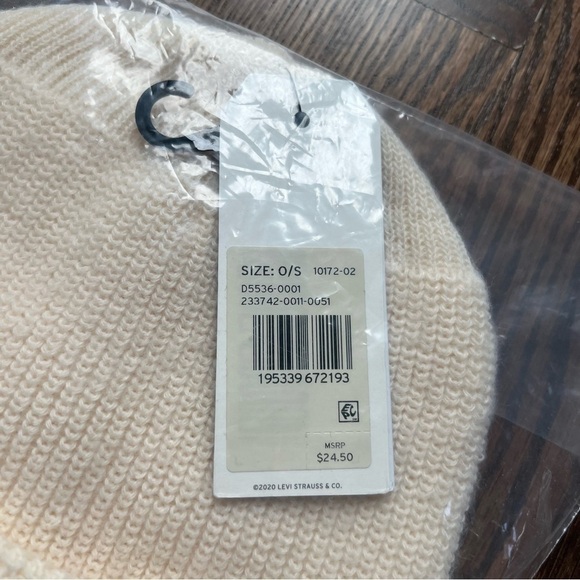 SIZE: O/S 10172-02
D5536-0001
233742-0011-0051
195339 672193
MSRP
$24.50
©2020 LEVI STRAUSS & CO.